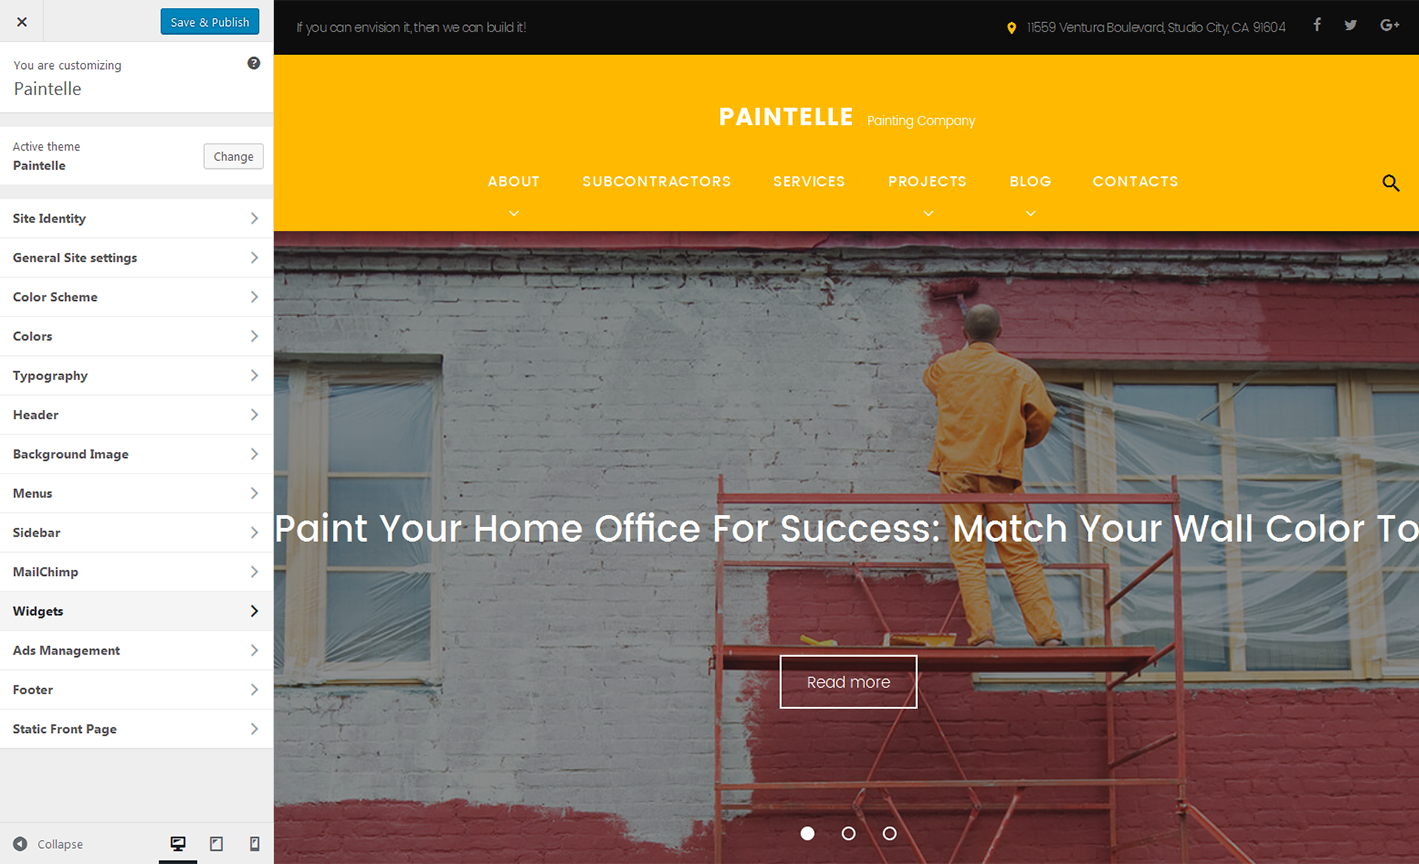 Save & Publish
You are customizing
Paintelle
Active theme
Paintelle
Change
Site Identity
General Site settings
Color Scheme
Colors
Typography
Header
Background Image
Menus
Sidebar
MailChimp
Widgets
Ads Management
Footer
Static Front Page
Collapse
If you can envision it, then we can build it!
11559 Ventura Boulevard, Studio City, CA 91604
PAINTELLE Painting Company
ABOUT SUBCONTRACTORS SERVICES PROJECTS BLOG CONTACTS
Paint Your Home Office For Success: Match Your Wall Color To
Read more